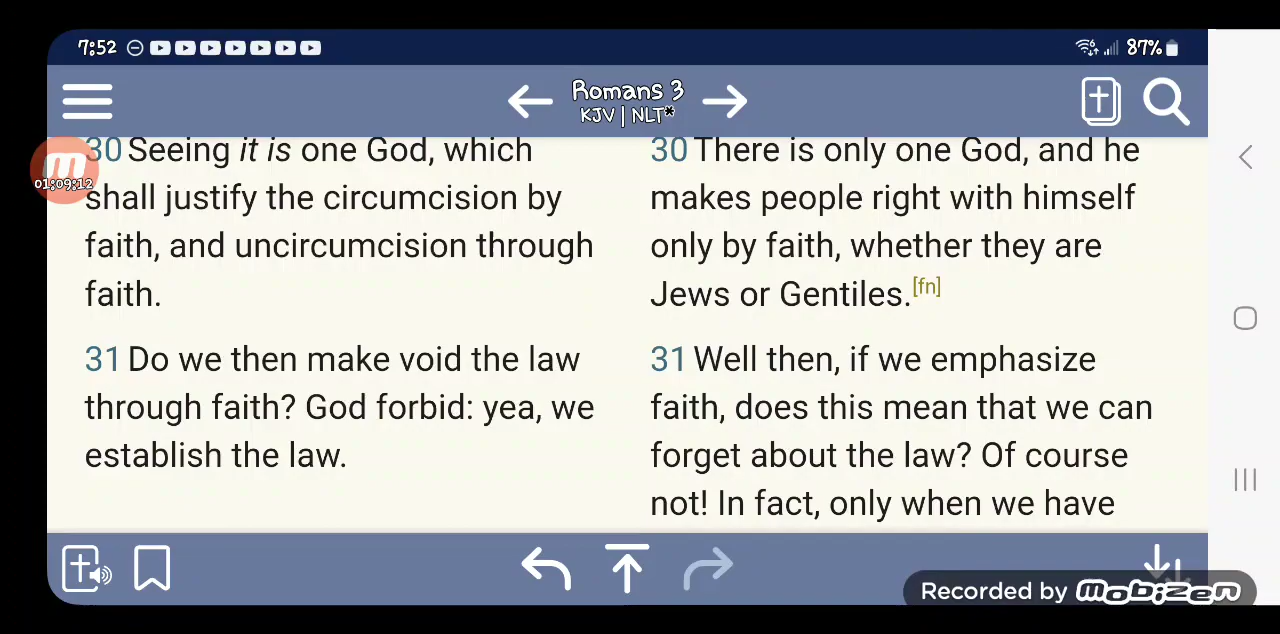 7:52
87%
Romans 3
KJV | NLT*
01:09:12
30 Seeing it is one God, which
shall justify the circumcision by
faith, and uncircumcision through
faith.
31 Do we then make void the law
through faith? God forbid: yea, we
establish the law.
30 There is only one God, and he
makes people right with himself
only by faith, whether they are
Jews or Gentiles.[fn]
31 Well then, if we emphasize
faith, does this mean that we can
forget about the law? Of course
not! In fact, only when we have
Recorded by mobizen